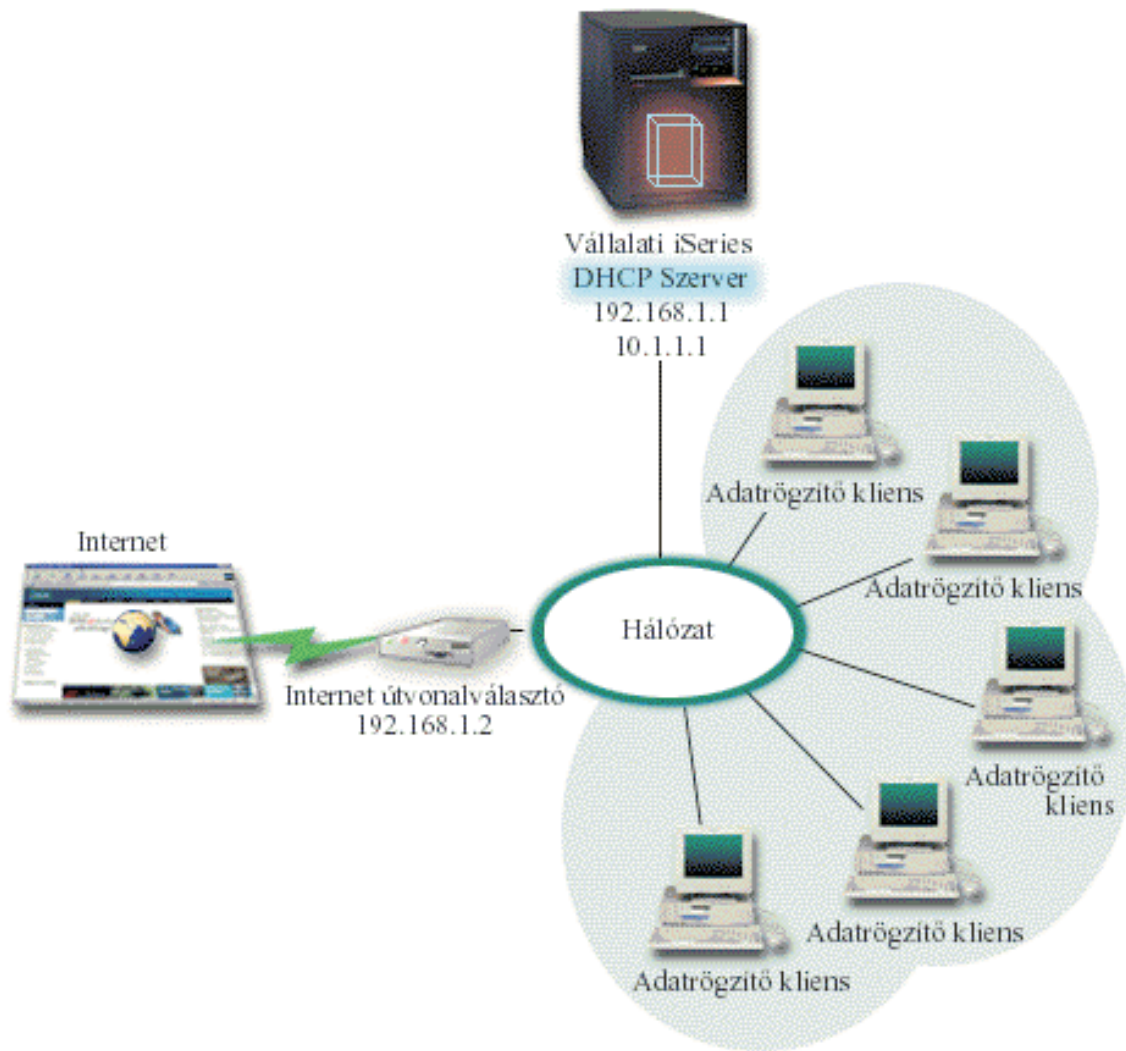 Vállalati iSeries
DHCP Szerver
192.168.1.1
10.1.1.1
Adatrögzítő kliens
Adatrögzítő kliens
Internet
Hálózat
Internet útvonalválasztó
192.168.1.2
Adatrögzítő
kliens
Adatrögzítő kliens
Adatrögzítő kliens